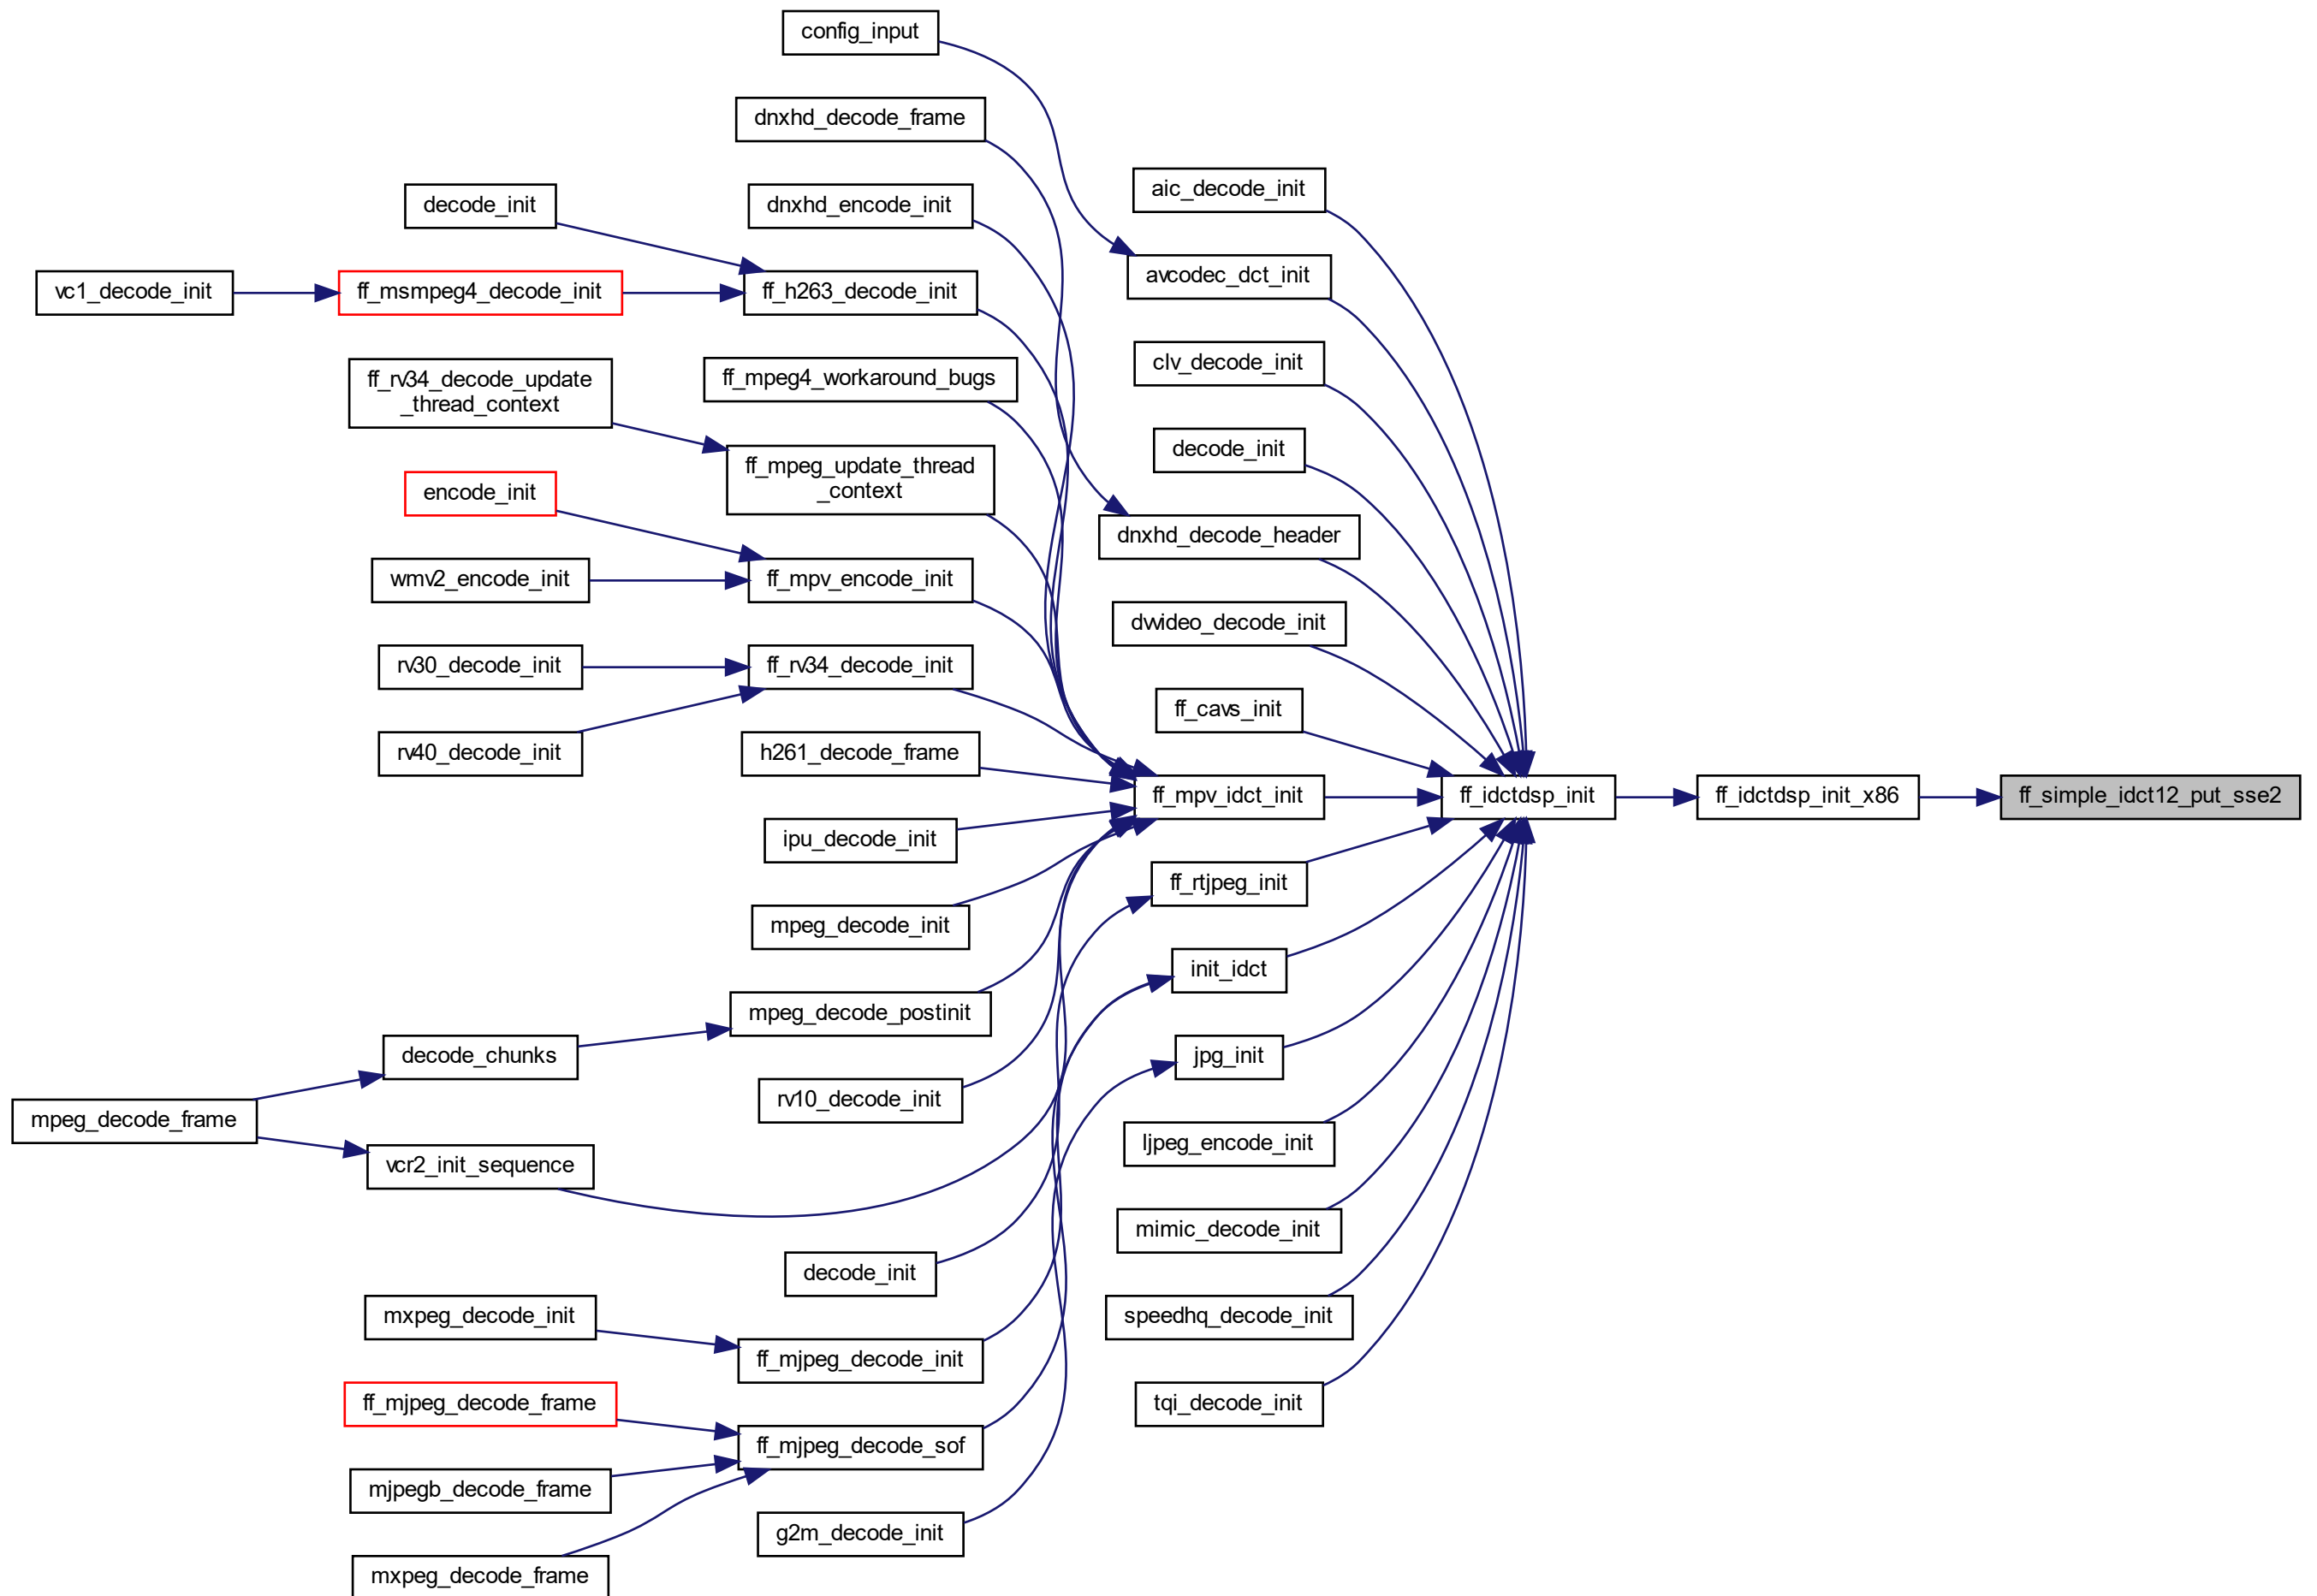 config_input
dnxhd_decode_frame
aic_decode_init
decode_init
dnxhd_encode_init
avcodec_dct_init
vc1_decode_init
ff_msmpeg4_decode_init
ff_h263_decode_init
clv_decode_init
ff_rv34_decode_update
_thread_context
ff_mpeg4_workaround_bugs
decode_init
ff_mpeg_update_thread
_context
encode_init
dnxhd_decode_header
wmv2_encode_init
ff_mpv_encode_init
dwideo_decode_init
rv30_decode_init
ff_rv34_decode_init
ff_cavs_init
rv40_decode_init
h261_decode_frame
ff_mpv_idct_init
ff_idctdsp_init
ff_idctdsp_init_x86
ff_simple_idct12_put_sse2
ipu_decode_init
ff_rtjpeg_init
mpeg_decode_init
init_idct
mpeg_decode_postinit
decode_chunks
jpg_init
rv10_decode_init
mpeg_decode_frame
ljpeg_encode_init
vcr2_init_sequence
mimic_decode_init
decode_init
mxpeg_decode_init
speedhq_decode_init
ff_mjpeg_decode_init
ff_mjpeg_decode_frame
tqi_decode_init
ff_mjpeg_decode_sof
mjpegb_decode_frame
g2m_decode_init
mxpeg_decode_frame